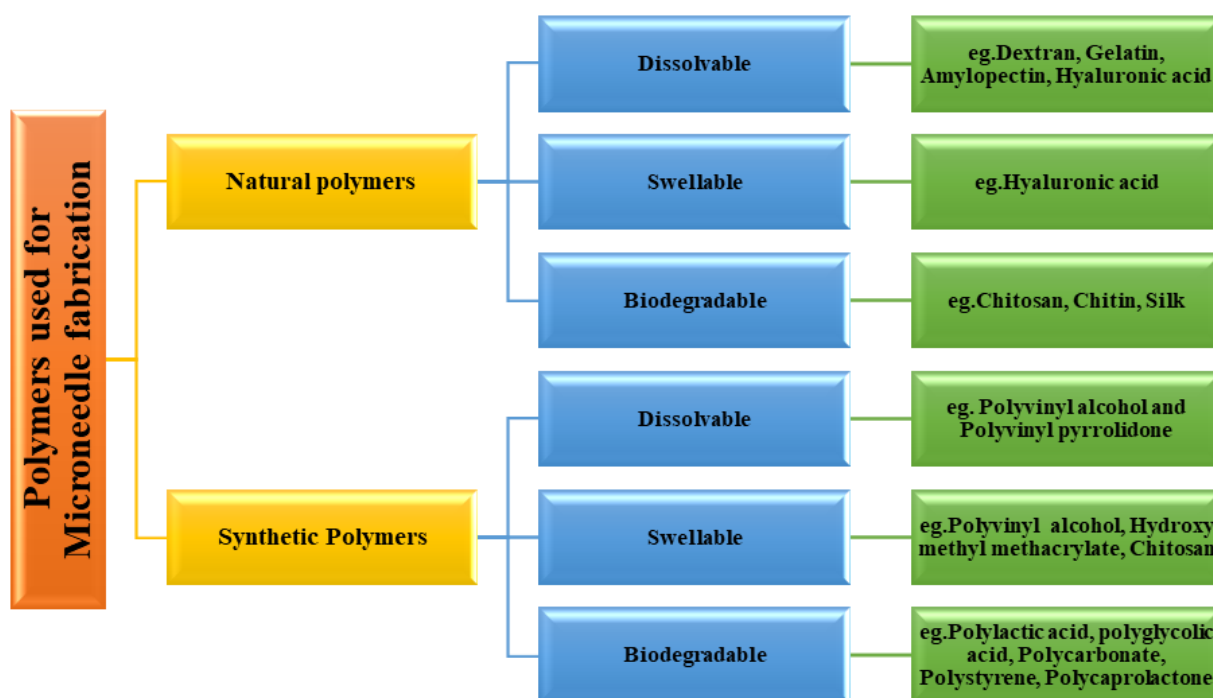 Polymers used for
Microneedle fabrication
Natural polymers
Dissolvable
eg.Dextran, Gelatin,
Amylopectin, Hyaluronic acid
Swellable
eg.Hyaluronic acid
Biodegradable
eg.Chitosan, Chitin, Silk
Synthetic Polymers
Dissolvable
eg. Polyvinyl alcohol and
Polyvinyl pyrrolidone
Swellable
eg.Polyvinyl alcohol, Hydroxy
methyl methacrylate, Chitosan
Biodegradable
eg.Polylactic acid, polyglycolic
acid, Polycarbonate,
Polystyrene, Polycaprolactone